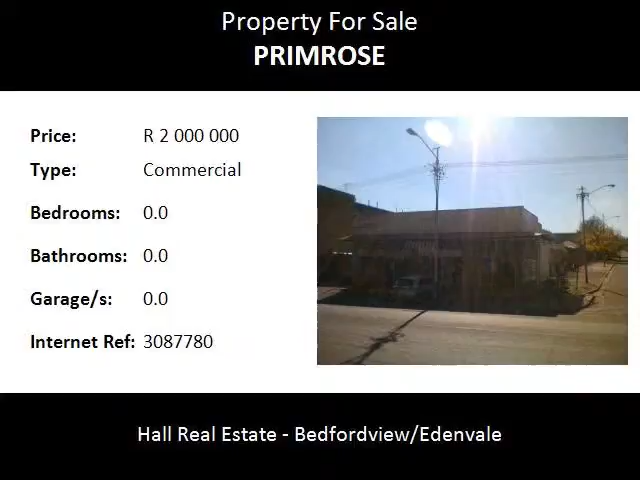 Property For Sale
PRIMROSE
Price: R 2 000 000
Type: Commercial
Bedrooms: 0.0
Bathrooms: 0.0
Garage/s: 0.0
Internet Ref: 3087780
Hall Real Estate - Bedfordview/Edenvale